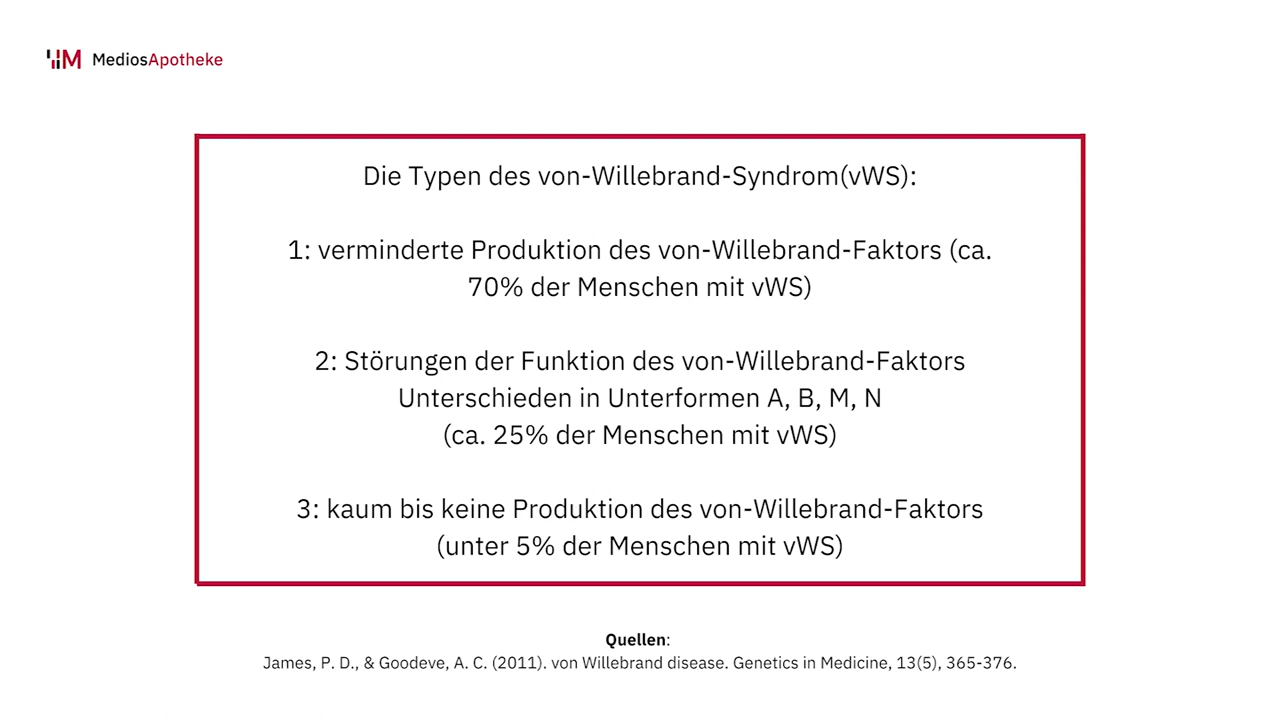 MediosApotheke
Die Typen des von-Willebrand-Syndrom(vWS):
1: verminderte Produktion des von-Willebrand-Faktors (ca.
70% der Menschen mit vWS)
2: Störungen der Funktion des von-Willebrand-Faktors
Unterschieden in Unterformen A, B, M, N
(ca. 25% der Menschen mit vWS)
3: kaum bis keine Produktion des von-Willebrand-Faktors
(unter 5% der Menschen mit vWS)
Quellen:
James, P. D., & Goodeve, A. C. (2011). von Willebrand disease. Genetics in Medicine, 13(5), 365-376.